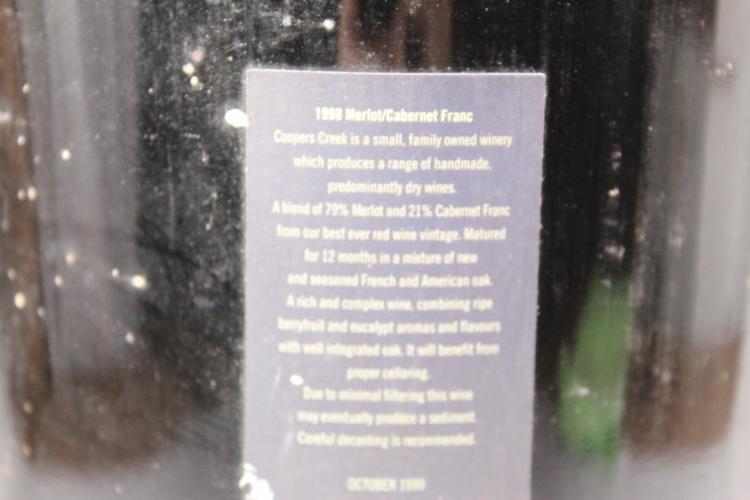 1998 Merlot/Cabernet Franc
Coopers Creek is a small, family owned winery
which produces a range of handmade,
predominantly dry wines.
A blend of 79% Merlot and 21% Cabernet Franc
from our best ever red wine vintage. Matured
for 12 months in a mixture of new
and seasoned French and American oak.
A rich and complex wine, combining ripe
berryfruit and eucalypt aromas and flavours
with well integrated oak. It will benefit from
proper cellaring.
Due to minimal filtering this wine
may eventually produce a sediment.
Careful decanting is recommended.
OCTOBER 1999